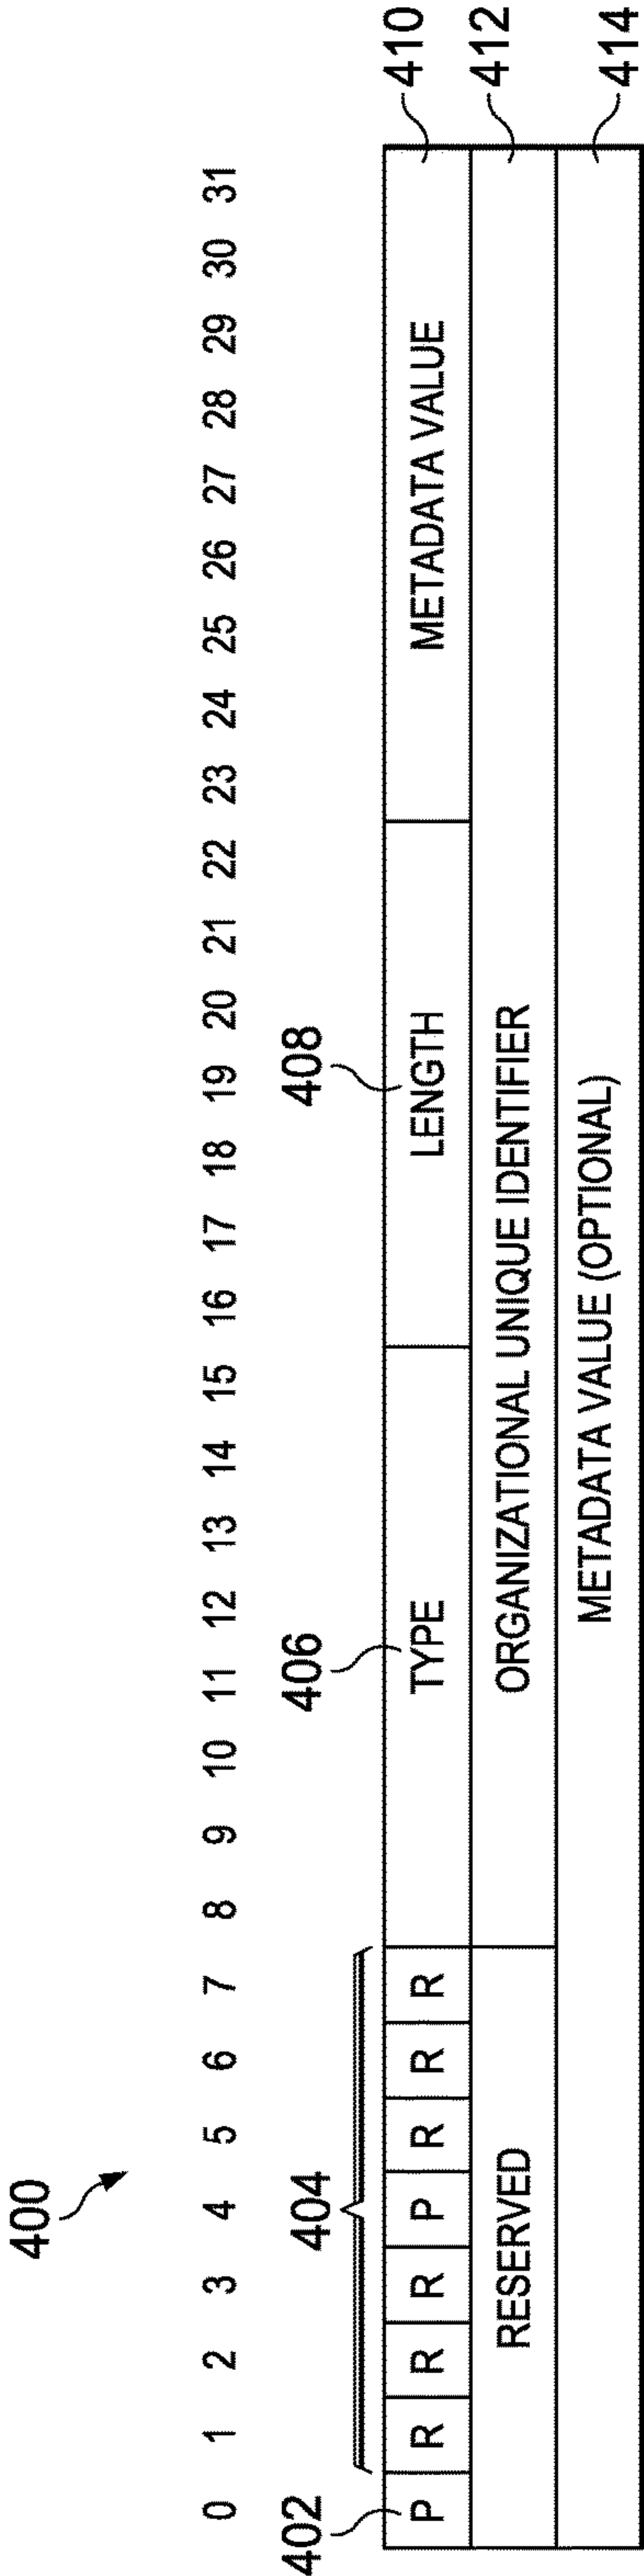 400
0 1 2 3 4 5 6 7 8 9 10 11 12 13 14 15 16 17 18 19 20 21 22 23 24 25 26 27 28 29 30 31
402 404 406 408
P R R R P R R R TYPE LENGTH METADATA VALUE 410
RESERVED ORGANIZATIONAL UNIQUE IDENTIFIER 412
METADATA VALUE (OPTIONAL) 414